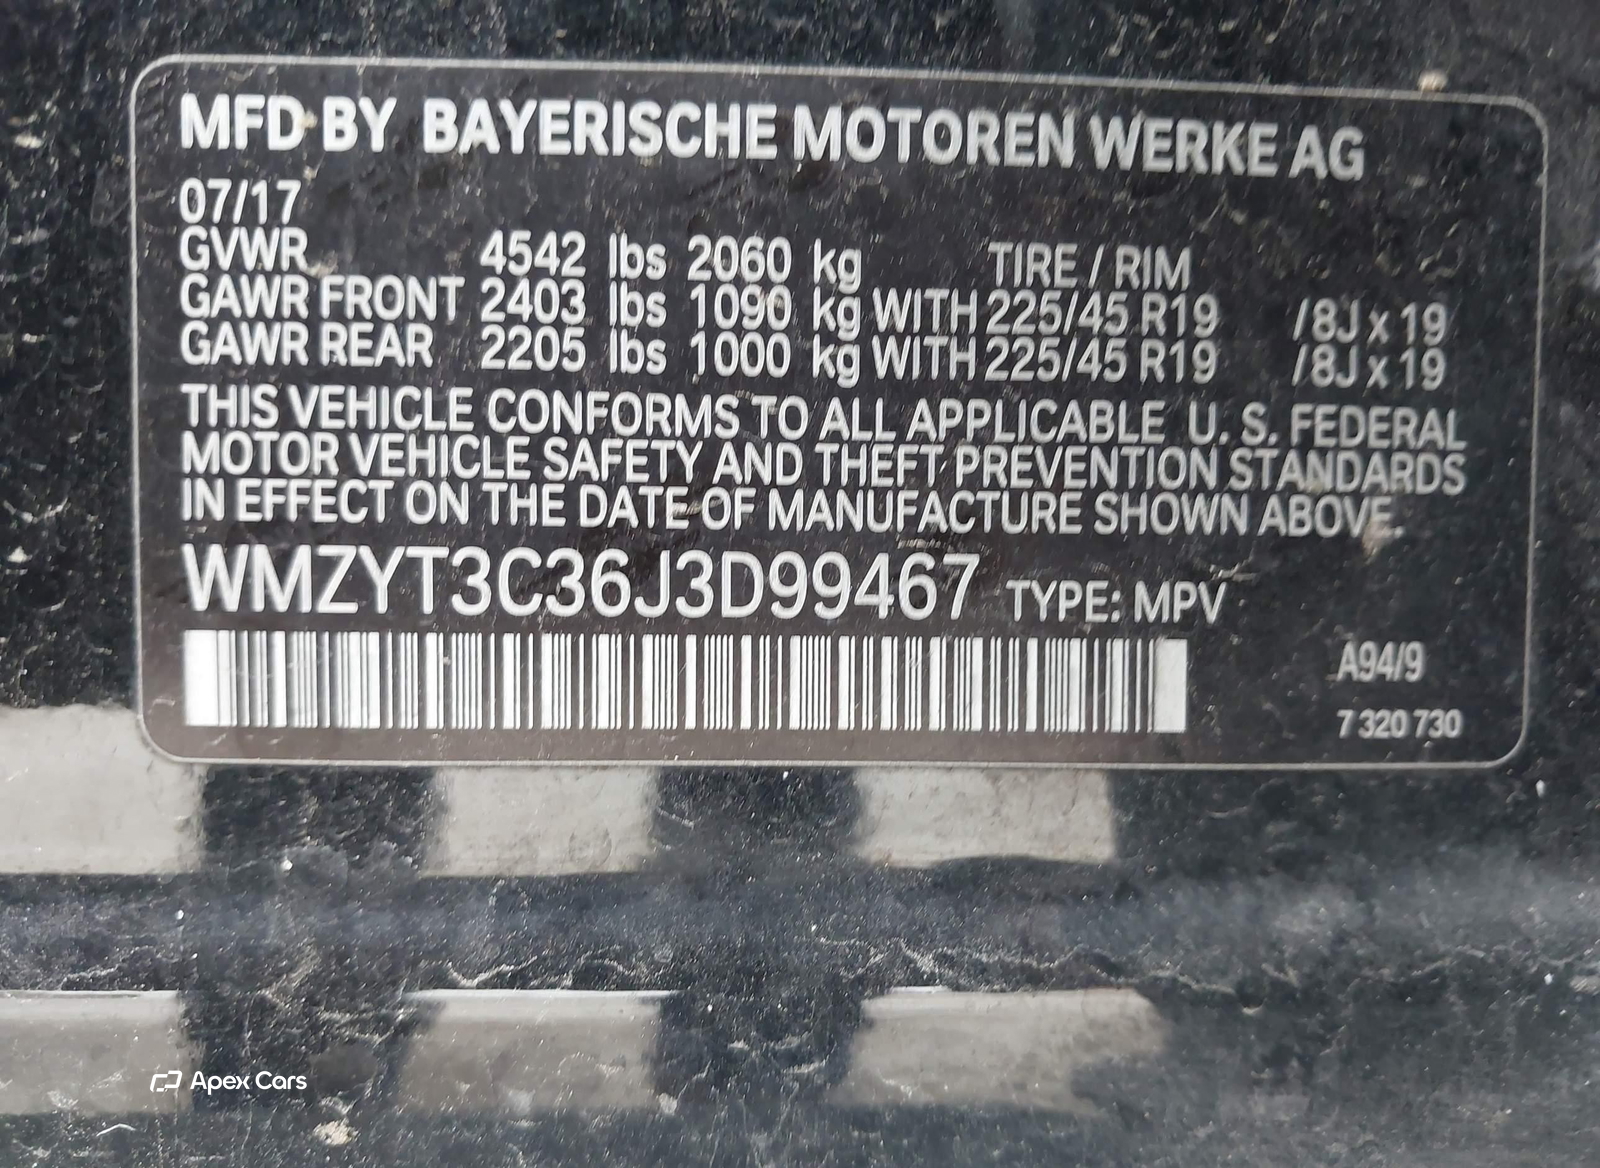 MFD BY BAYERISCHE MOTOREN WERKE AG
07/17
GVWR 4542 lbs 2060 kg TIRE / RIM
GAWR FRONT 2403 lbs 1090 kg WITH 225/45 R19 /8J x 19
GAWR REAR 2205 lbs 1000 kg WITH 225/45 R19 /8J x 19
THIS VEHICLE CONFORMS TO ALL APPLICABLE U. S. FEDERAL
MOTOR VEHICLE SAFETY AND THEFT PREVENTION STANDARDS
IN EFFECT ON THE DATE OF MANUFACTURE SHOWN ABOVE.
WMZYT3C36J3D99467 TYPE: MPV
A94/9
7 320 730
Apex Cars